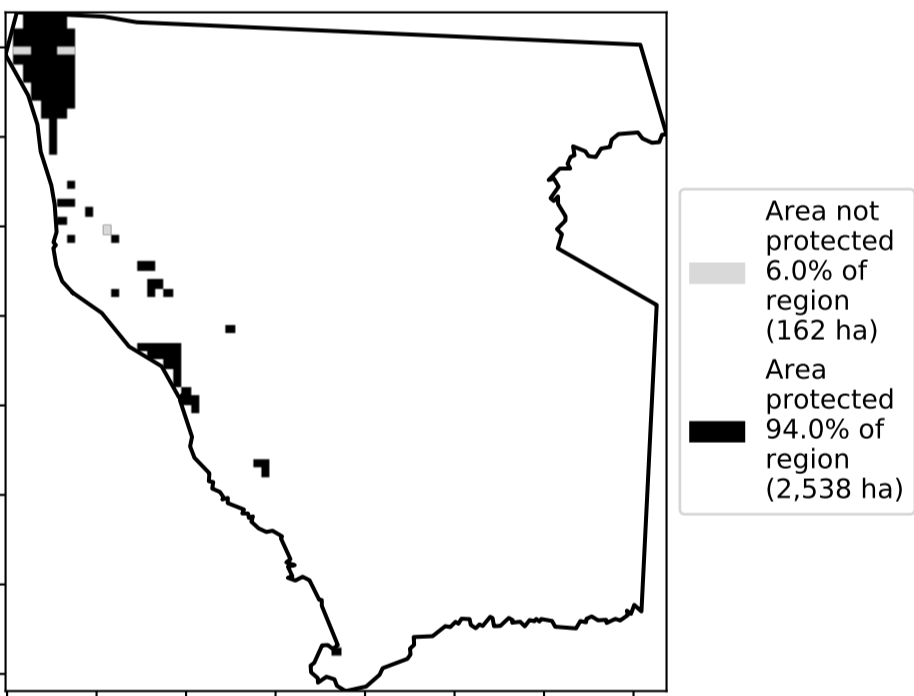 Area not
protected
6.0% of
region
(162 ha)
Area
protected
94.0% of
region
(2,538 ha)